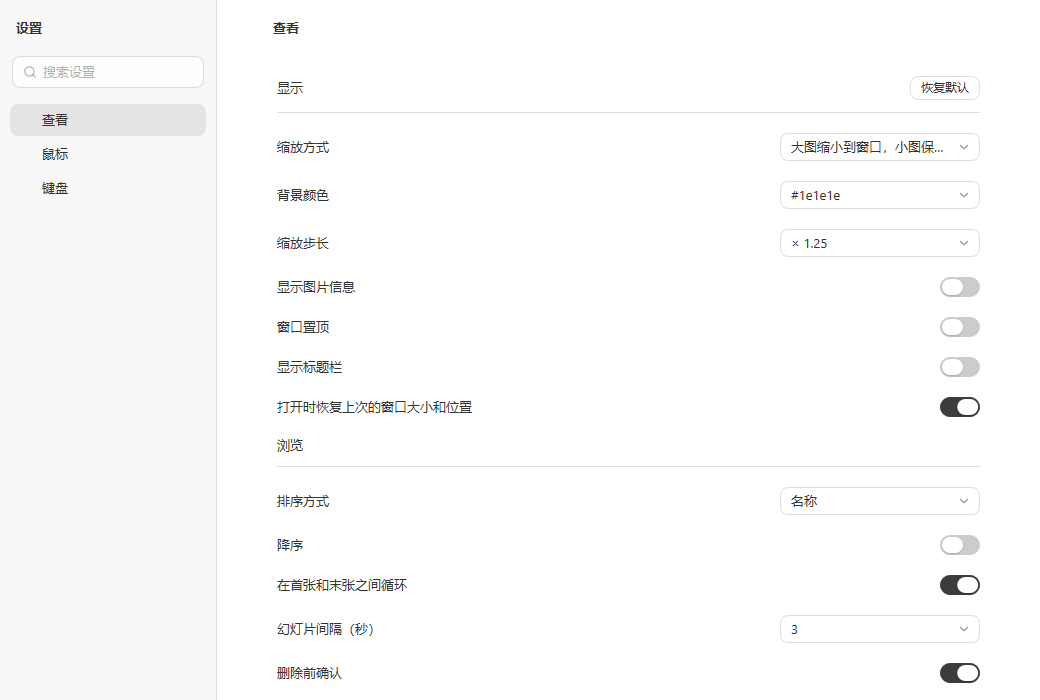 设置
搜索设置
查看
鼠标
键盘
查看
显示
恢复默认
缩放方式
大图缩小到窗口，小图保...
背景颜色
#1e1e1e
缩放步长
× 1.25
显示图片信息
窗口置顶
显示标题栏
打开时恢复上次的窗口大小和位置
浏览
排序方式
名称
降序
在首张和末张之间循环
幻灯片间隔（秒）
3
删除前确认